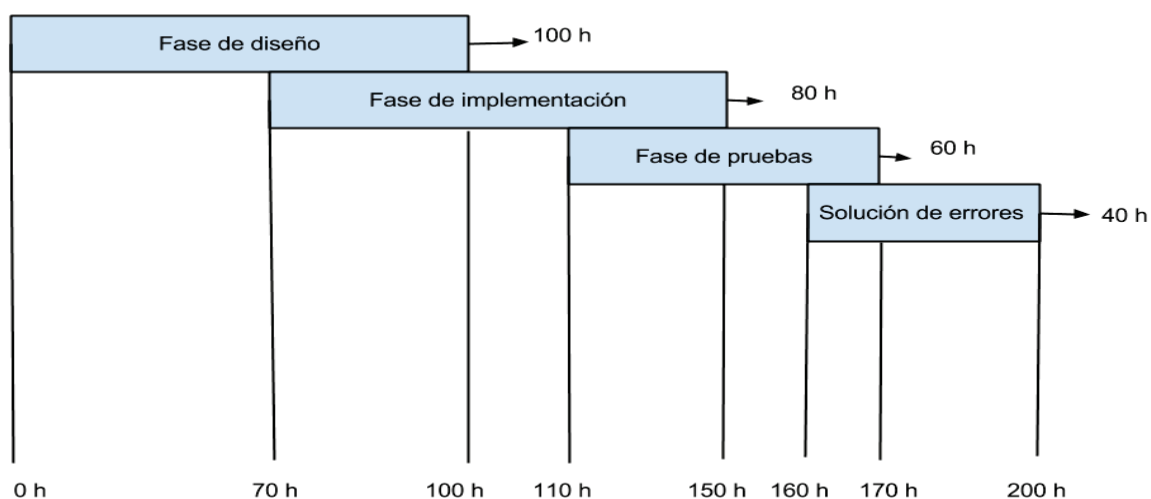 Fase de diseño
100 h
Fase de implementación
80 h
Fase de pruebas
60 h
Solución de errores
40 h
0 h 70 h 100 h 110 h 150 h 160 h 170 h 200 h